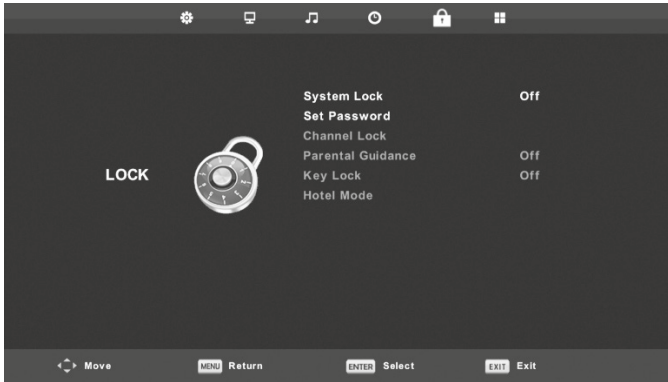 System Lock Off
Set Password
Channel Lock
Parental Guidance Off
LOCK
Key Lock Off
Hotel Mode
Move MENU Return ENTER Select EXIT Exit